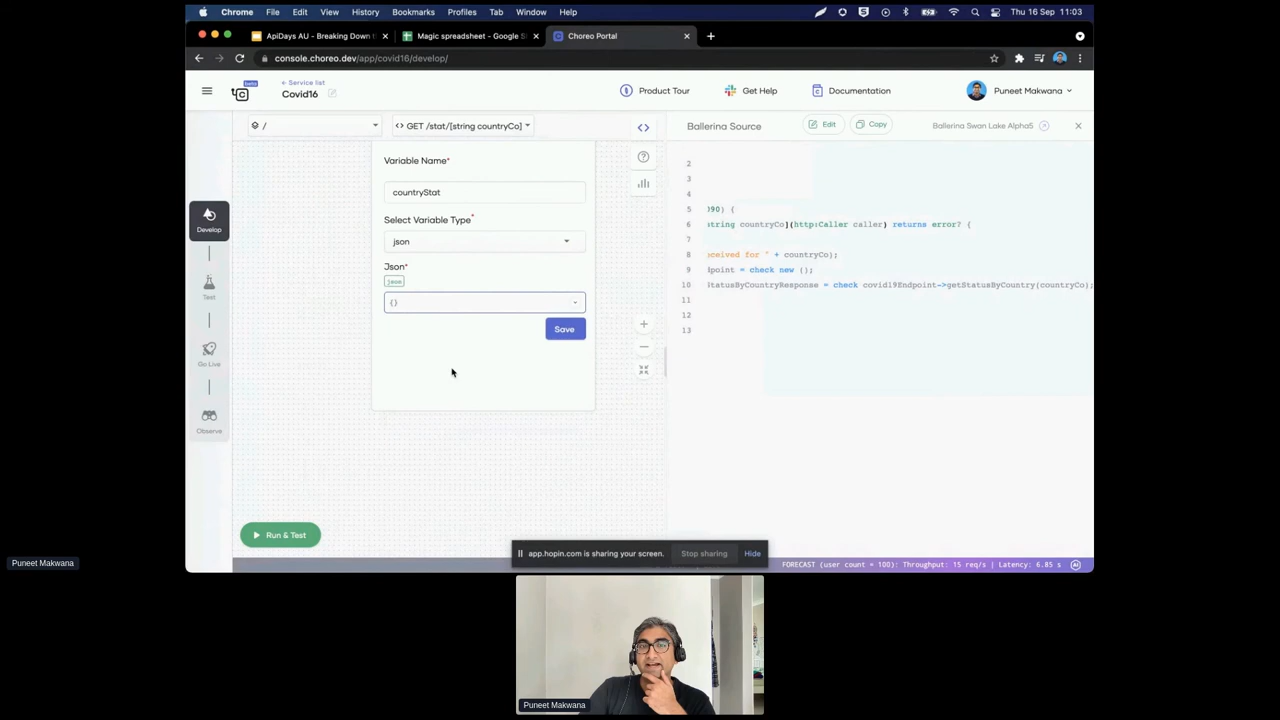 Chrome File Edit View History Bookmarks Profiles Tab Window Help Thu 16 Sep 11:03
ApiDays AU - Breaking Down t Magic spreadsheet - Google S Choreo Portal
console.choreo.dev/app/covid16/develop/
Service list
beta
Covid16
Product Tour Get Help Documentation Puneet Makwana
/ GET /stat/[string countryCo] Ballerina Source Edit Copy Ballerina Swan Lake Alpha5
Variable Name*
countryStat
Select Variable Type*
json
Json*
json
{}
Save
Develop
Test
Go Live
Observe
2
3
4
5 090) {
6 string countryCo](http:Caller caller) returns error? {
7
8 eceived for " + countryCo);
9 dpoint = check new ();
10 StatusByCountryResponse = check covid19Endpoint->getStatusByCountry(countryCo);
11
12
13
Run & Test
app.hopin.com is sharing your screen. Stop sharing Hide
FORECAST (user count = 100): Throughput: 15 req/s | Latency: 6.85 s
Puneet Makwana
Puneet Makwana